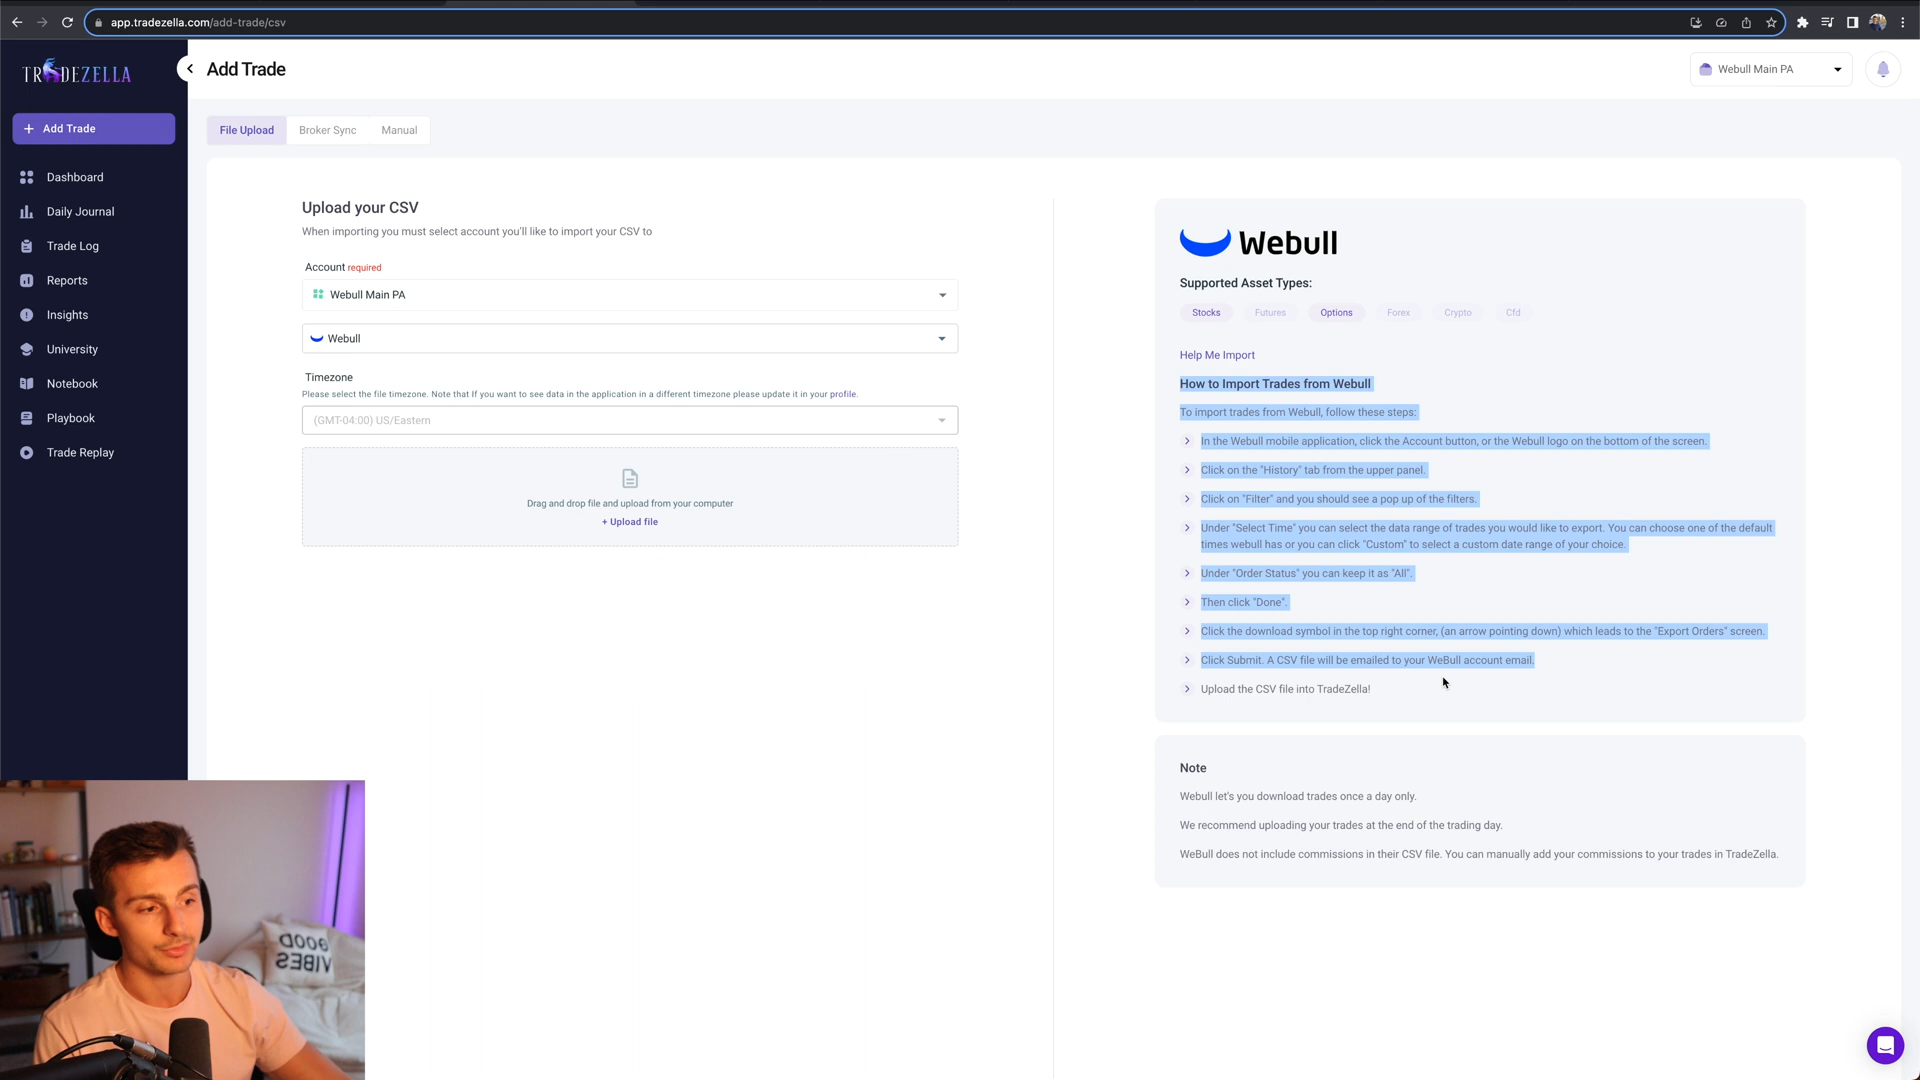 app.tradezella.com/add-trade/csv
TRADEZELLA
Add Trade
Webull Main PA
+ Add Trade
File Upload
Broker Sync
Manual
Dashboard
Daily Journal
Trade Log
Reports
Insights
University
Notebook
Playbook
Trade Replay
Upload your CSV
When importing you must select account you'll like to import your CSV to
Account required
Webull Main PA
Webull
Timezone
Please select the file timezone. Note that If you want to see data in the application in a different timezone please update it in your profile.
(GMT-04:00) US/Eastern
Drag and drop file and upload from your computer
+ Upload file
Webull
Supported Asset Types:
Stocks
Futures
Options
Forex
Crypto
Cfd
Help Me Import
How to Import Trades from Webull
To import trades from Webull, follow these steps:
In the Webull mobile application, click the Account button, or the Webull logo on the bottom of the screen.
Click on the "History" tab from the upper panel.
Click on "Filter" and you should see a pop up of the filters.
Under "Select Time" you can select the data range of trades you would like to export. You can choose one of the default
times webull has or you can click "Custom" to select a custom date range of your choice.
Under "Order Status" you can keep it as "All".
Then click "Done".
Click the download symbol in the top right corner, (an arrow pointing down) which leads to the "Export Orders" screen.
Click Submit. A CSV file will be emailed to your WeBull account email.
Upload the CSV file into TradeZella!
Note
Webull let's you download trades once a day only.
We recommend uploading your trades at the end of the trading day.
WeBull does not include commissions in their CSV file. You can manually add your commissions to your trades in TradeZella.
GOOD
VIBES